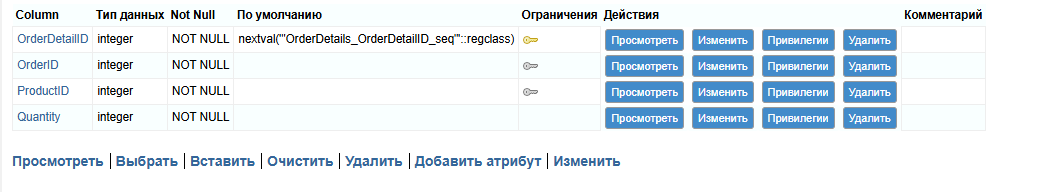 Column Тип данных Not Null По умолчанию Ограничения Действия Комментарий
OrderDetailID integer NOT NULL nextval('"OrderDetails_OrderDetailID_seq"'::regclass) Просмотреть Изменить Привилегии Удалить
OrderID integer NOT NULL Просмотреть Изменить Привилегии Удалить
ProductID integer NOT NULL Просмотреть Изменить Привилегии Удалить
Quantity integer NOT NULL Просмотреть Изменить Привилегии Удалить
Просмотреть | Выбрать | Вставить | Очистить | Удалить | Добавить атрибут | Изменить